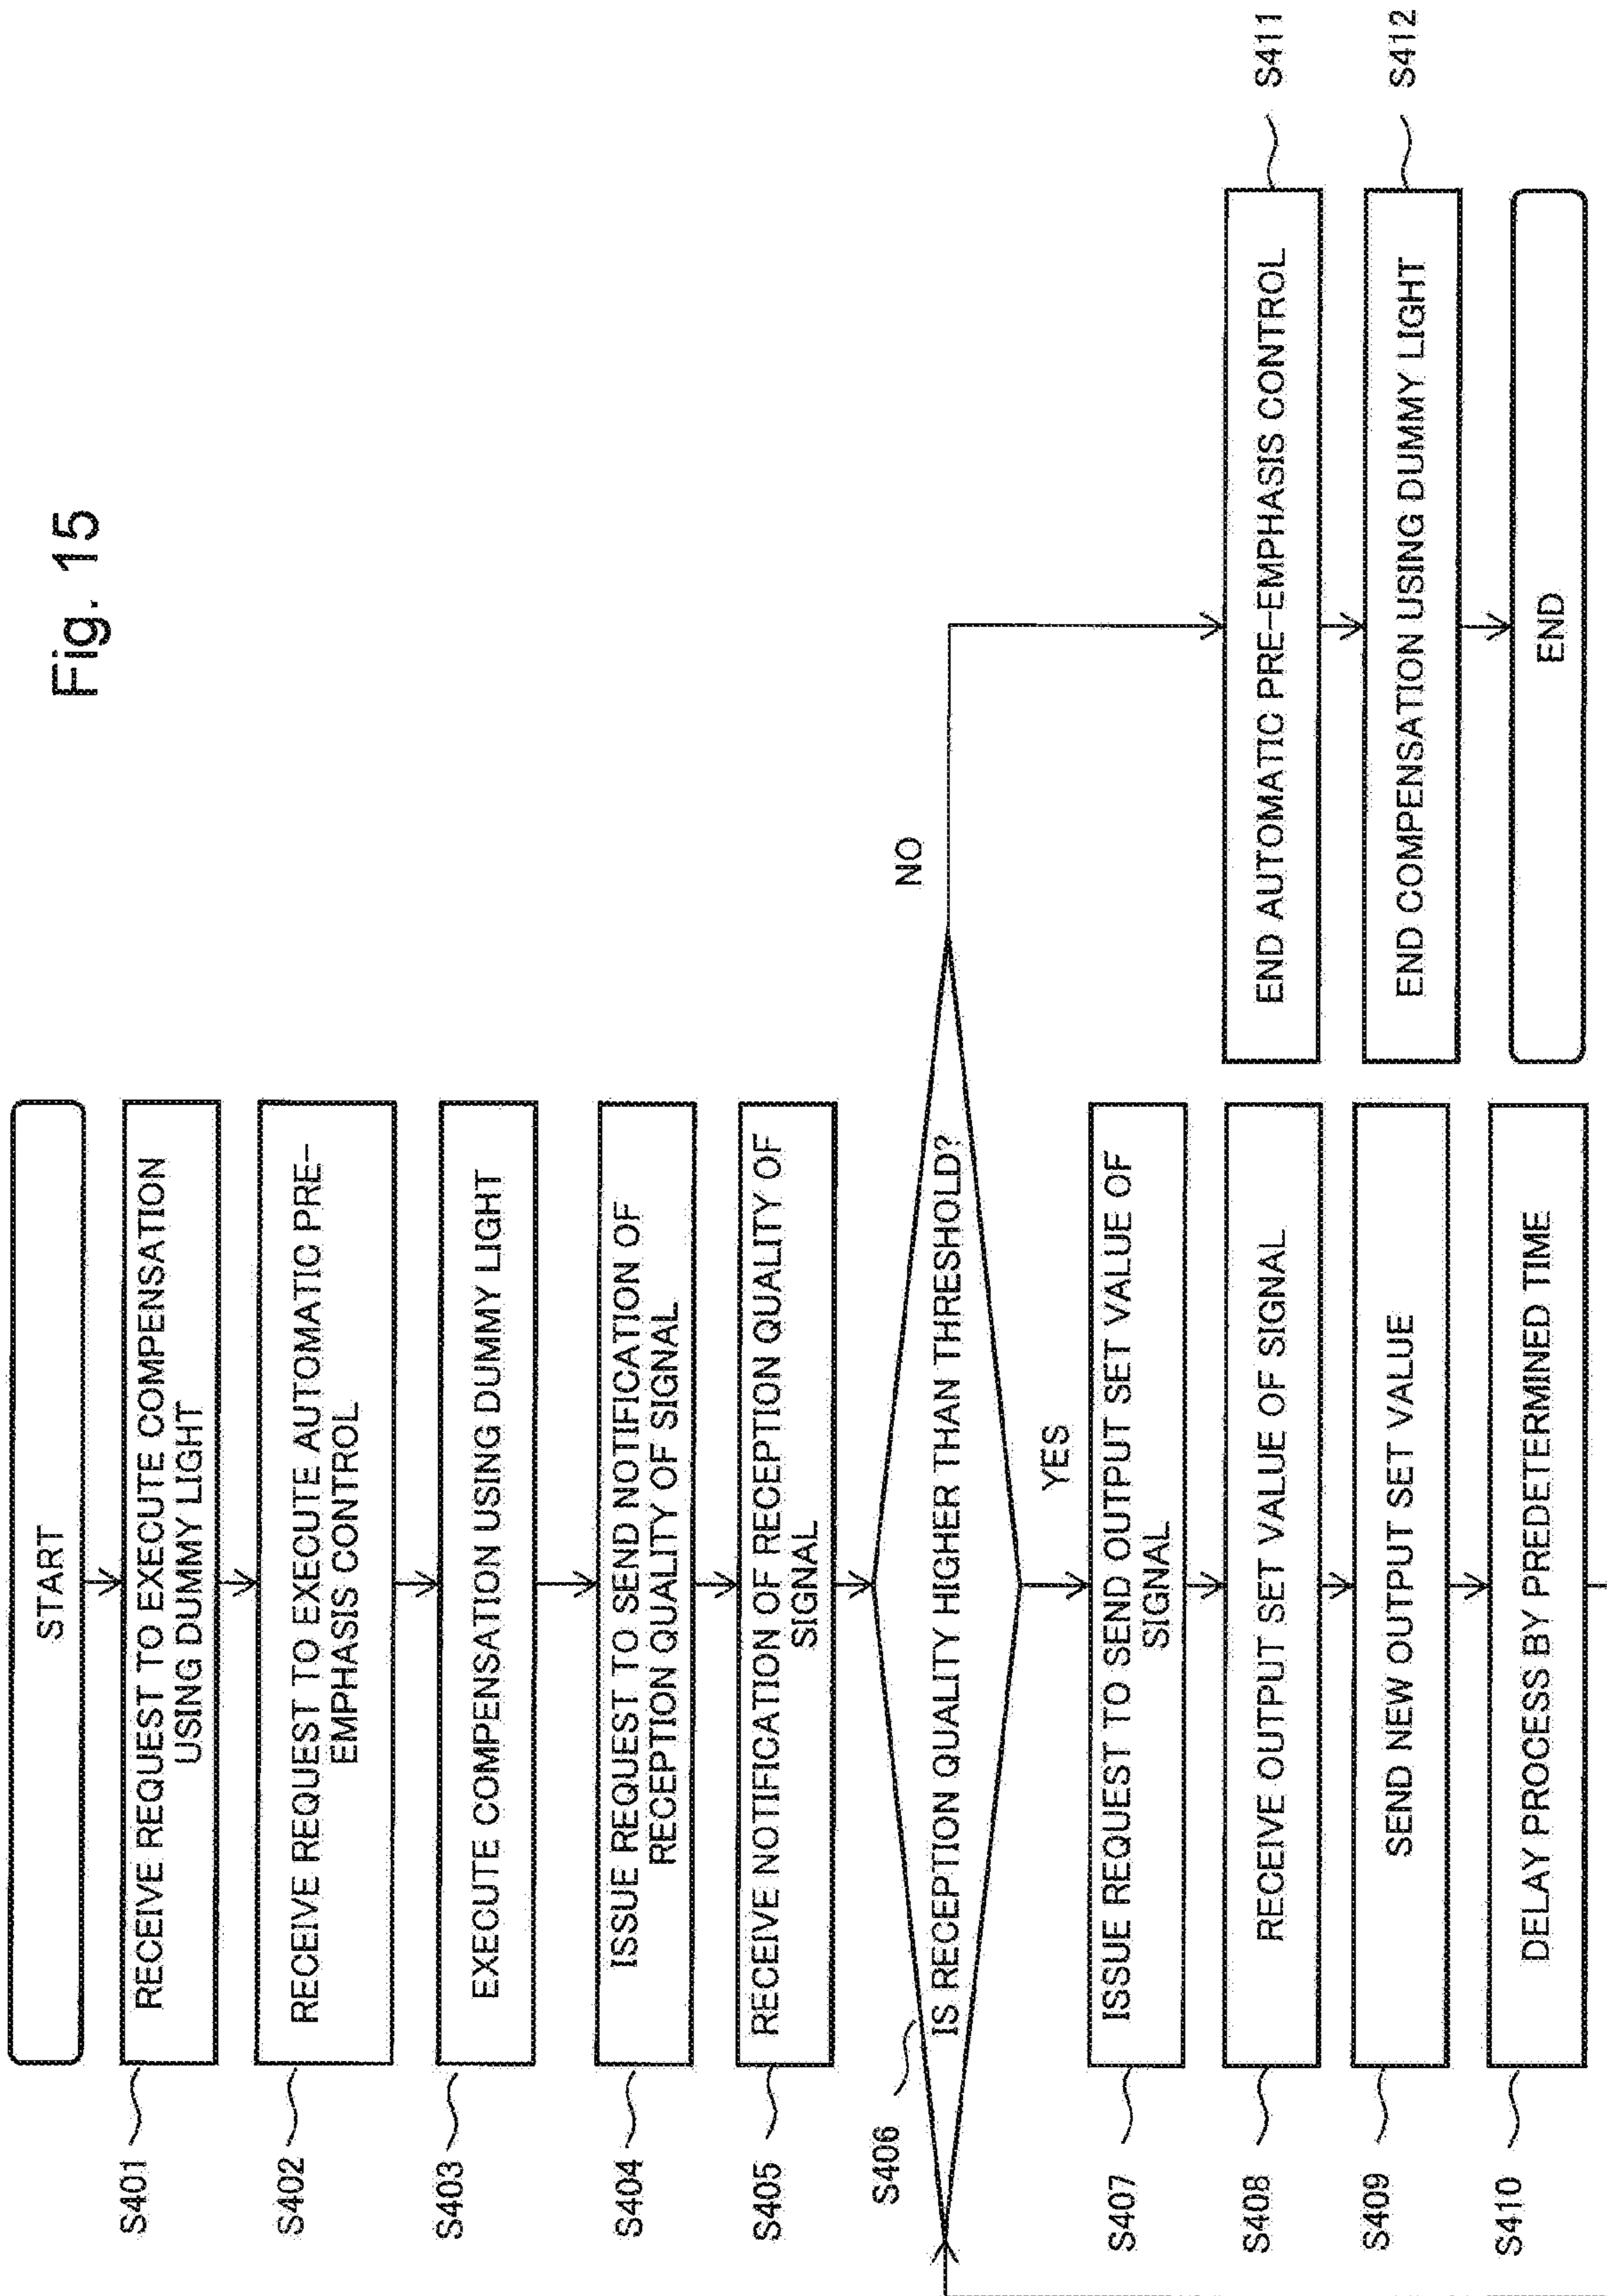 Fig. 15
START
S401
RECEIVE REQUEST TO EXECUTE COMPENSATION
USING DUMMY LIGHT
S402
RECEIVE REQUEST TO EXECUTE AUTOMATIC PRE-
EMPHASIS CONTROL
S403
EXECUTE COMPENSATION USING DUMMY LIGHT
S404
ISSUE REQUEST TO SEND NOTIFICATION OF
RECEPTION QUALITY OF SIGNAL
S405
RECEIVE NOTIFICATION OF RECEPTION QUALITY OF
SIGNAL
S406
IS RECEPTION QUALITY HIGHER THAN THRESHOLD?
NO
YES
S407
ISSUE REQUEST TO SEND OUTPUT SET VALUE OF
SIGNAL
S408
RECEIVE OUTPUT SET VALUE OF SIGNAL
S409
SEND NEW OUTPUT SET VALUE
S410
DELAY PROCESS BY PREDETERMINED TIME
END AUTOMATIC PRE-EMPHASIS CONTROL
S411
END COMPENSATION USING DUMMY LIGHT
S412
END